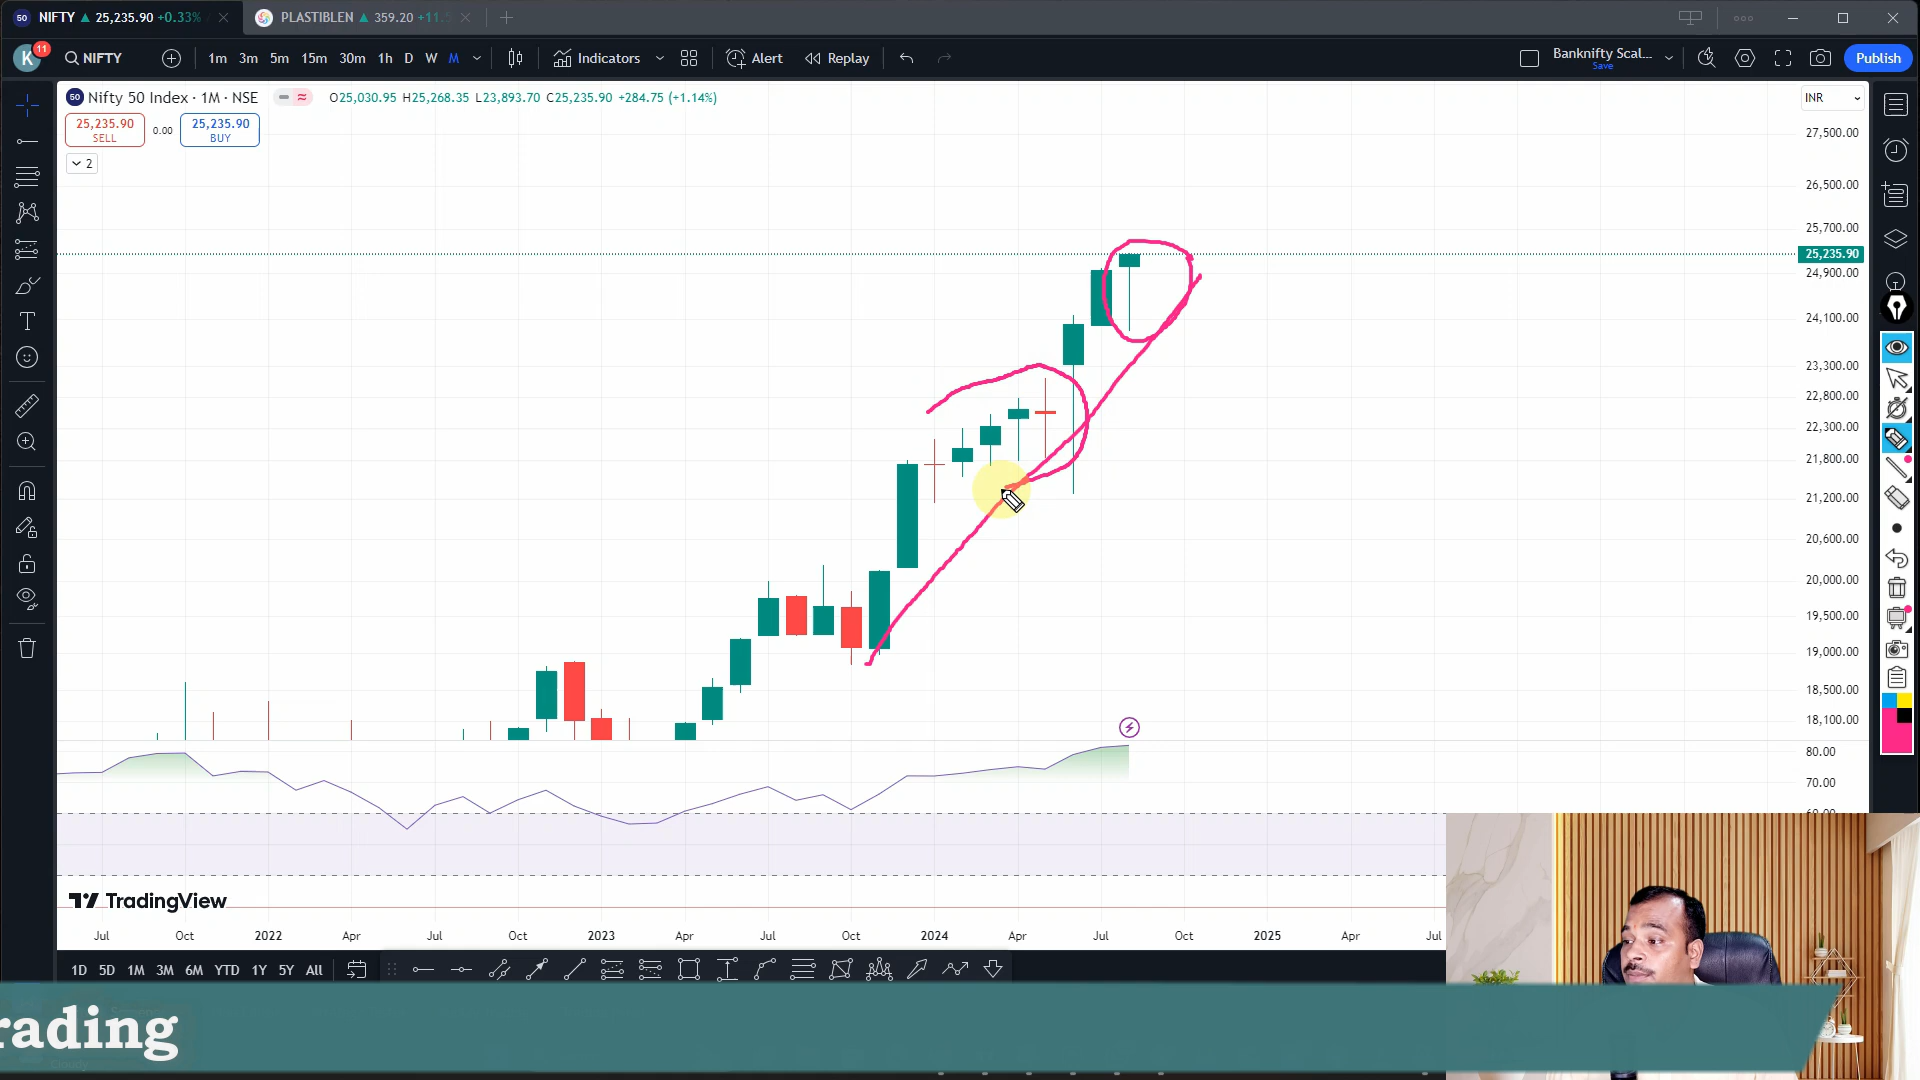 50 NIFTY ▲ 25,235.90 +0.33%
PLASTIBLEN ▲ 359.20 +11.
K 11 NIFTY 1m 3m 5m 15m 30m 1h D W M Indicators Alert Replay
Banknifty Scal...
Save
Publish
50 Nifty 50 Index · 1M · NSE O25,030.95 H25,268.35 L23,893.70 C25,235.90 +284.75 (+1.14%)
INR
25,235.90
SELL
0.00
25,235.90
BUY
2
27,500.00
26,500.00
25,700.00
25,235.90
24,900.00
24,100.00
23,300.00
22,800.00
22,300.00
21,800.00
21,200.00
20,600.00
20,000.00
19,500.00
19,000.00
18,500.00
18,100.00
80.00
70.00
TradingView
Jul Oct 2022 Apr Jul Oct 2023 Apr Jul Oct 2024 Apr Jul Oct 2025 Apr Jul
1D 5D 1M 3M 6M YTD 1Y 5Y All
rading